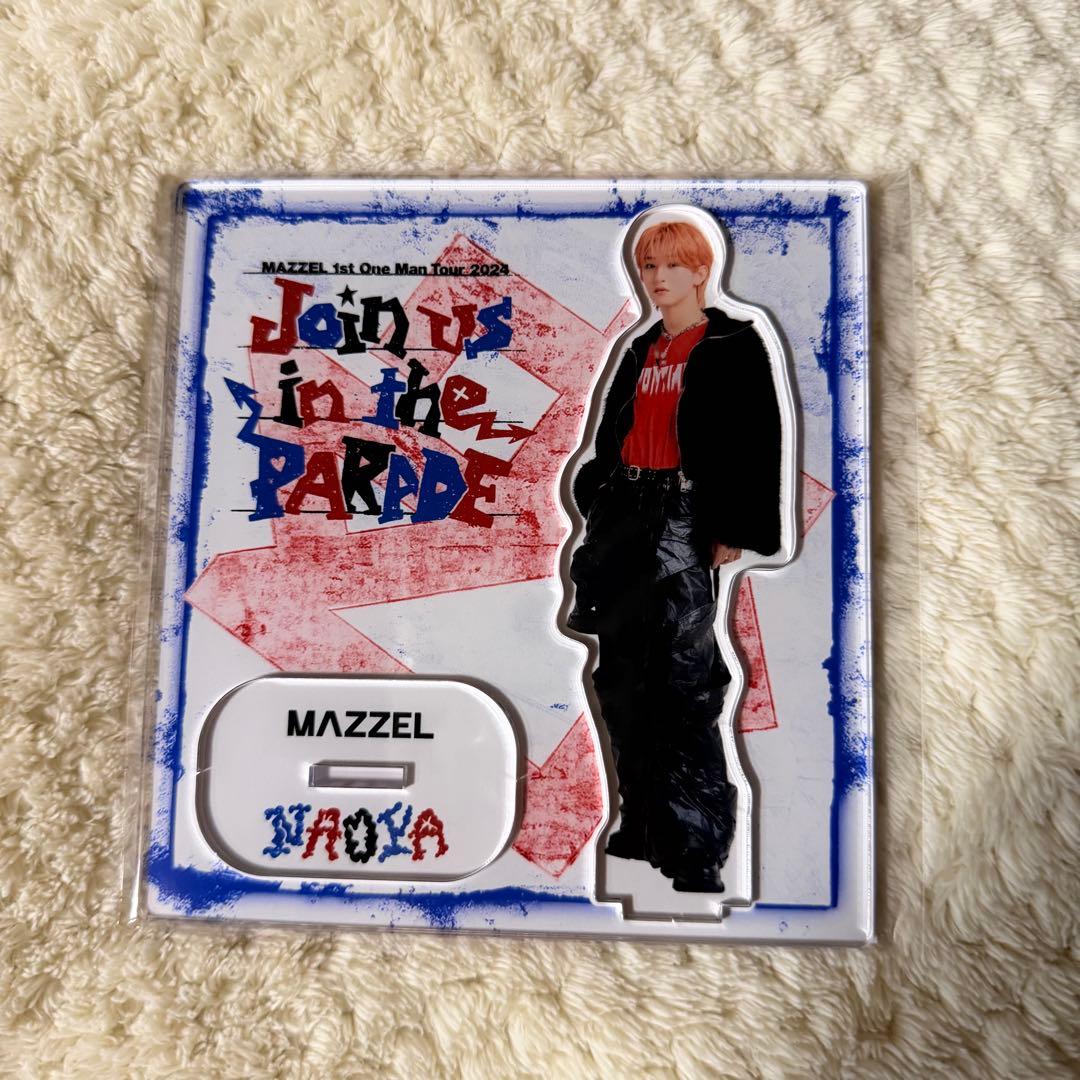 MAZZEL 1st One Man Tour 2024
Join us
in the
PARADE
MAZZEL
NAOYA